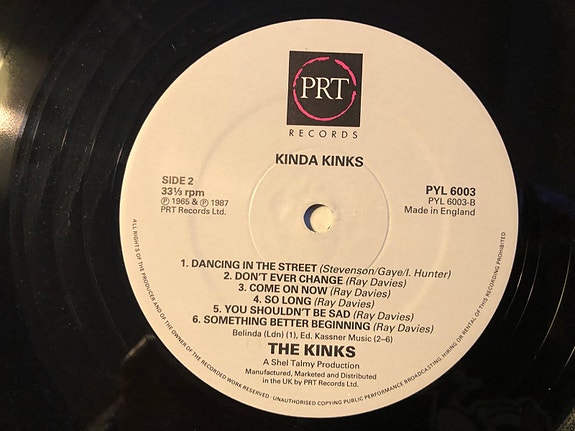 PRT
RECORDS
KINDA KINKS
SIDE 2
33⅓ rpm
℗ 1965 & ℗ 1987
PRT Records Ltd.
PYL 6003
PYL 6003-B
Made in England
1. DANCING IN THE STREET (Stevenson/Gaye/I. Hunter)
2. DON'T EVER CHANGE (Ray Davies)
3. COME ON NOW (Ray Davies)
4. SO LONG (Ray Davies)
5. YOU SHOULDN'T BE SAD (Ray Davies)
6. SOMETHING BETTER BEGINNING (Ray Davies)
Belinda (Ldn) (1), Ed. Kassner Music (2–6)
THE KINKS
A Shel Talmy Production
Manufactured, Marketed and Distributed
in the UK by PRT Records Ltd.
ALL RIGHTS OF THE PRODUCER AND OF THE OWNER OF THE RECORDED WORK RESERVED. UNAUTHORISED COPYING PUBLIC PERFORMANCE BROADCASTING HIRING OR RENTAL OF THIS RECORDING PROHIBITED